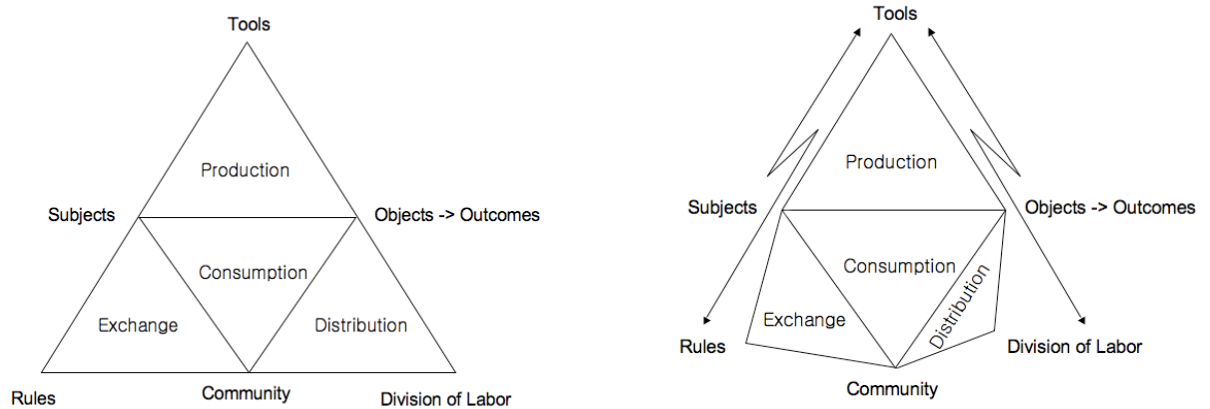 Tools
Production
Subjects
Objects -> Outcomes
Consumption
Exchange
Distribution
Rules
Community
Division of Labor
Tools
Production
Subjects
Objects -> Outcomes
Consumption
Distribution
Exchange
Rules
Division of Labor
Community